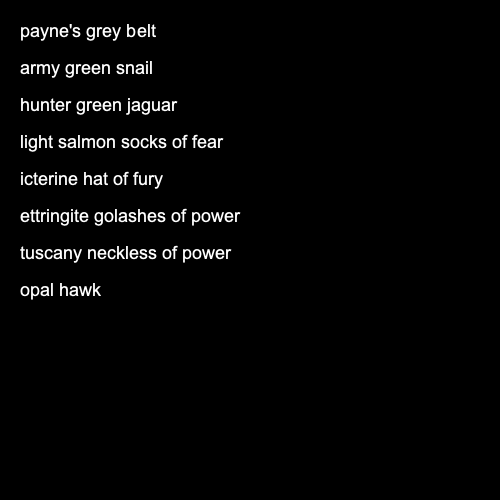 payne's grey belt
army green snail
hunter green jaguar
light salmon socks of fear
icterine hat of fury
ettringite golashes of power
tuscany neckless of power
opal hawk